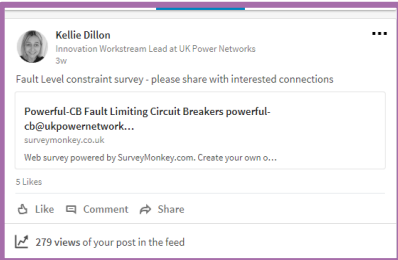 Kellie Dillon
Innovation Workstream Lead at UK Power Networks
3w
Fault Level constraint survey - please share with interested connections
Powerful-CB Fault Limiting Circuit Breakers powerful-
cb@ukpowernetwork...
surveymonkey.co.uk
Web survey powered by SurveyMonkey.com. Create your own o...
5 Likes
Like Comment Share
279 views of your post in the feed